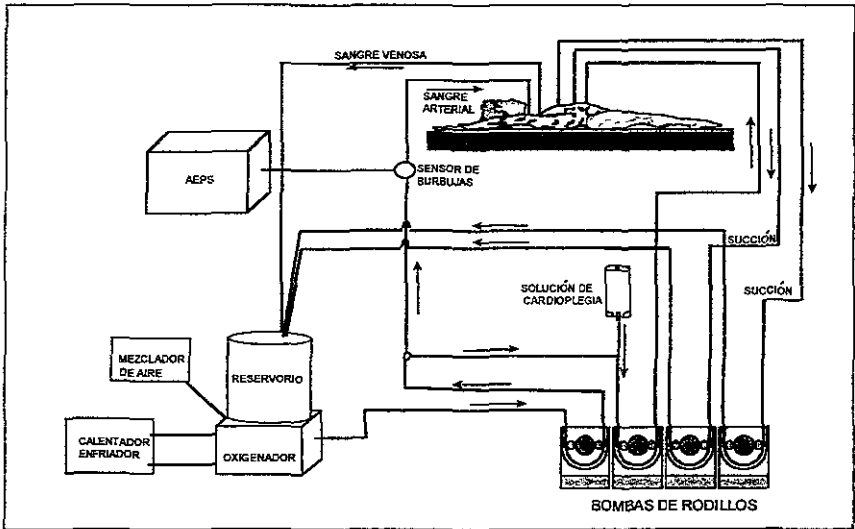 SANGRE VENOSA
SANGRE
ARTERIAL
AEPS
SENSOR DE
BURBUJAS
SUCCIÓN
SOLUCIÓN DE
CARDIOPLEGIA
SUCCIÓN
MEZCLADOR
DE AIRE
RESERVORIO
CALENTADOR
ENFRIADOR
OXIGENADOR
BOMBAS DE RODILLOS